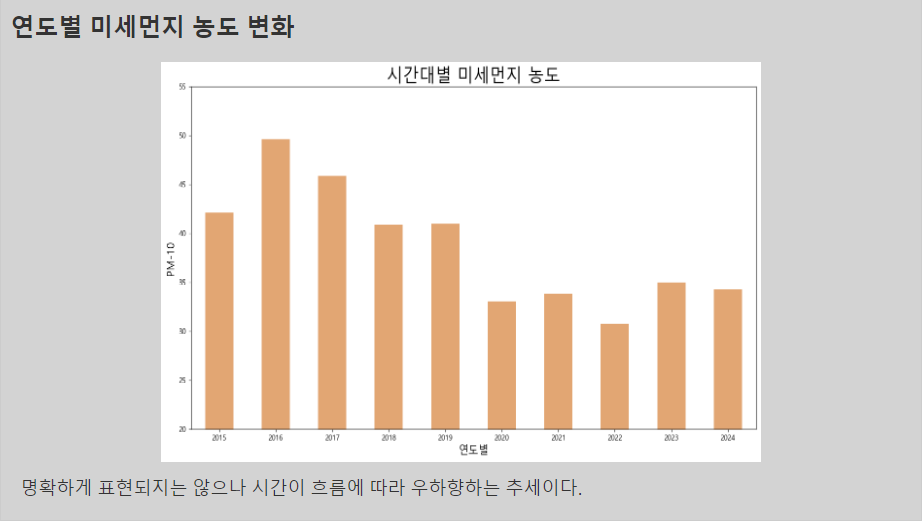 연도별 미세먼지 농도 변화
시간대별 미세먼지 농도
55
50
45
40
35
30
25
20
PM-10
2015 2016 2017 2018 2019 2020 2021 2022 2023 2024
연도별
명확하게 표현되지는 않으나 시간이 흐름에 따라 우하향하는 추세이다.